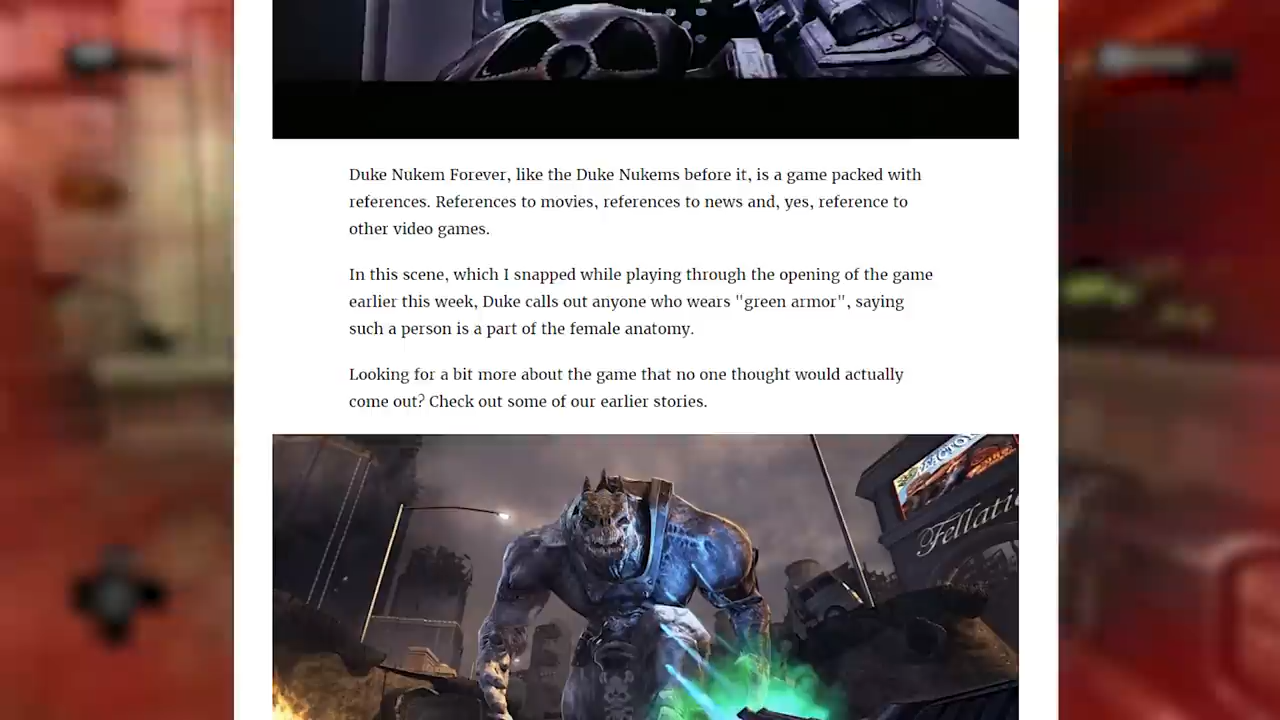 Duke Nukem Forever, like the Duke Nukems before it, is a game packed with
references. References to movies, references to news and, yes, reference to
other video games.
In this scene, which I snapped while playing through the opening of the game
earlier this week, Duke calls out anyone who wears "green armor", saying
such a person is a part of the female anatomy.
Looking for a bit more about the game that no one thought would actually
come out? Check out some of our earlier stories.